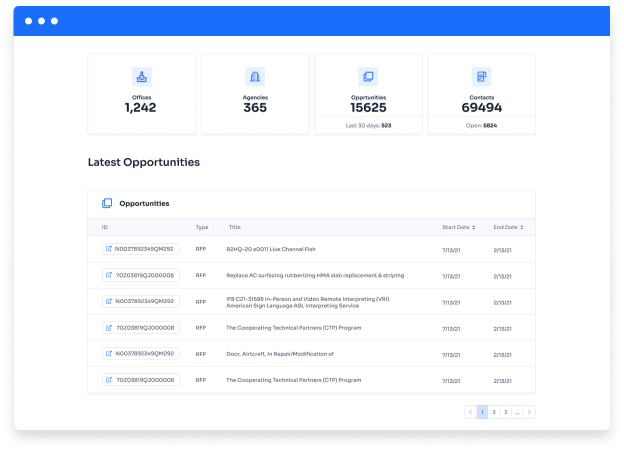 Offices
1,242
Agencies
365
Opprtunities
15625
Last 30 days: 523
Contacts
69494
Open: 6824
Latest Opportunities
Opportunities
ID Type Title Start Date End Date
N0037892349QM292 RFP R2HQ-20 e0011 Live Channel Fish 7/13/21 2/13/21
70Z03819QJ000008 RFP Replace AC surfacing rubberizing HMA slab replacement & striping 7/13/21 2/13/21
N0037892349QM292 RFP IFB C21-31688 In-Person and Video Remote Interpreting (VRI) 7/13/21 2/13/21
American Sign Language ASL Interpreting Service
70Z03819QJ000008 RFP The Cooperating Technical Partners (CTP) Program 7/13/21 2/13/21
N0037892349QM292 RFP Door, Airtcraft, In Repair/Modification of 7/13/21 2/13/21
70Z03819QJ000008 RFP The Cooperating Technical Partners (CTP) Program 7/13/21 2/13/21
< 1 2 3 ... >